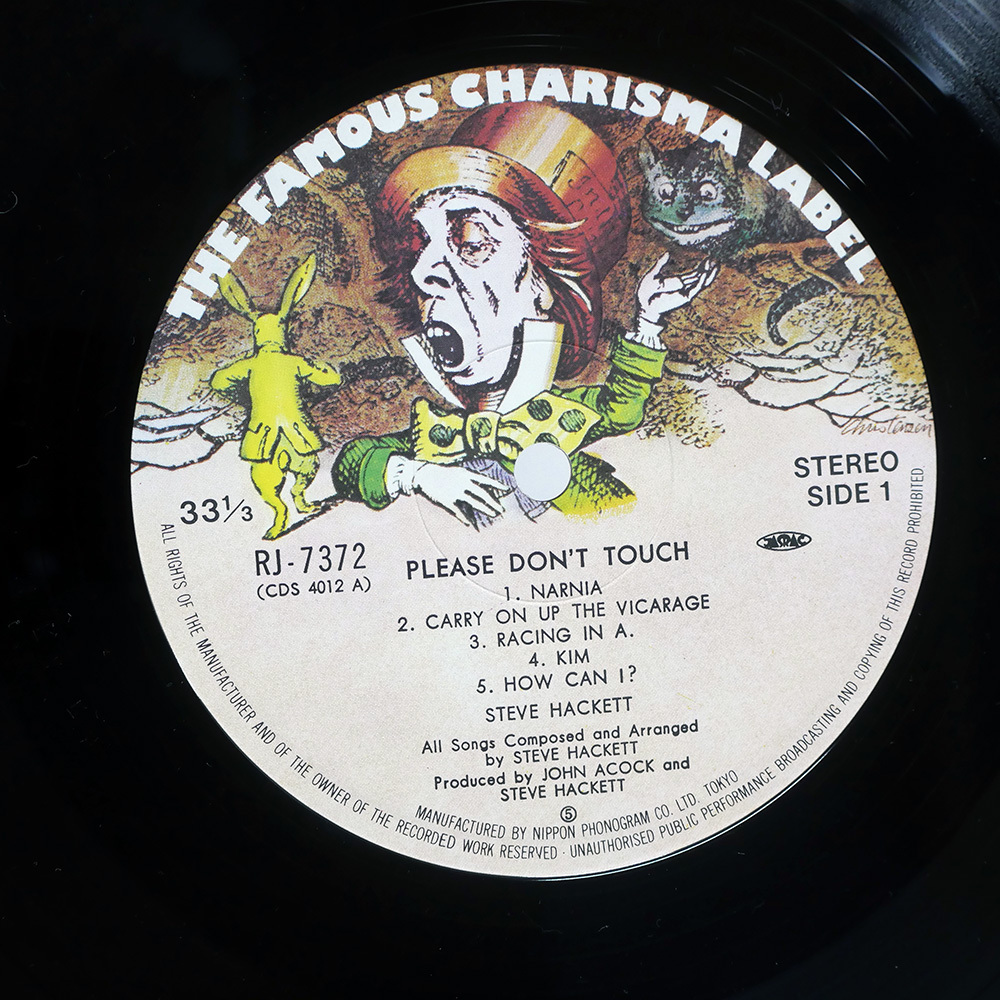 THE FAMOUS CHARISMA LABEL
Christensen
STEREO
SIDE 1
33 1/3
RJ-7372
(CDS 4012 A)
JASRAC
PLEASE DON'T TOUCH
1. NARNIA
2. CARRY ON UP THE VICARAGE
3. RACING IN A.
4. KIM
5. HOW CAN I?
STEVE HACKETT
All Songs Composed and Arranged
by STEVE HACKETT
Produced by JOHN ACOCK and
STEVE HACKETT
5
MANUFACTURED BY NIPPON PHONOGRAM CO. LTD. TOKYO
ALL RIGHTS OF THE MANUFACTURER AND OF THE OWNER OF THE RECORDED WORK RESERVED · UNAUTHORISED PUBLIC PERFORMANCE BROADCASTING AND COPYING OF THIS RECORD PROHIBITED